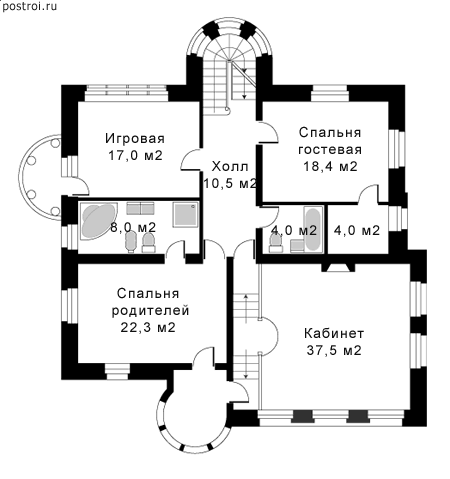 postroi.ru
Игровая
17,0 м2
Холл
10,5 м2
Спальня
гостевая
18,4 м2
8,0 м2
4,0 м2
4,0 м2
Спальня
родителей
22,3 м2
Кабинет
37,5 м2